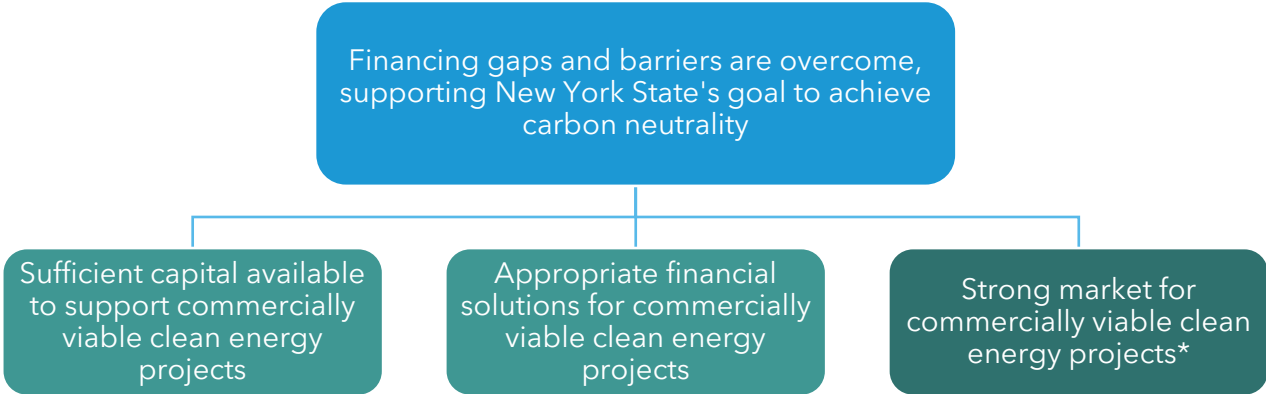 Financing gaps and barriers are overcome,
supporting New York State's goal to achieve
carbon neutrality
Sufficient capital available
to support commercially
viable clean energy
projects
Appropriate financial
solutions for commercially
viable clean energy
projects
Strong market for
commercially viable clean
energy projects*